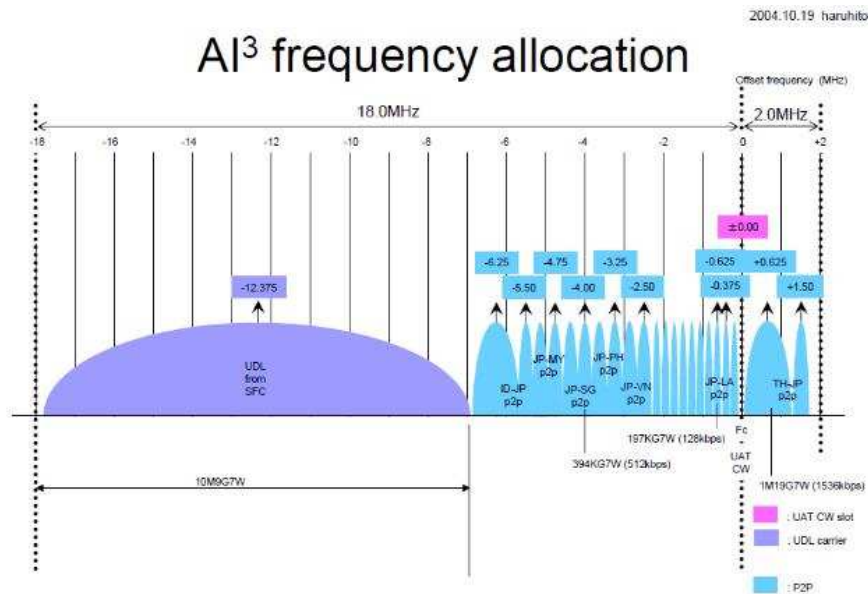 2004.10.19 haruhito
AI³ frequency allocation
Offset frequency (MHz)
18.0MHz
2.0MHz
-18 -16 -14 -12 -10 -8 -6 -4 -2 0 +2
±0.00
-6.25 -4.75 -3.25 -0.625 +0.625
-12.375 -5.50 -4.00 -2.50 -0.375 +1.50
UDL
from
SFC
ID-JP
p2p
JP-MY
p2p
JP-SG
p2p
JP-PH
p2p
JP-VN
p2p
JP-LA
p2p
TH-JP
p2p
Fc
UAT
CW
197KG7W (128kbps)
394KG7W (512kbps)
1M19G7W (1536kbps)
10M9G7W
: UAT CW slot
: UDL carrier
: P2P